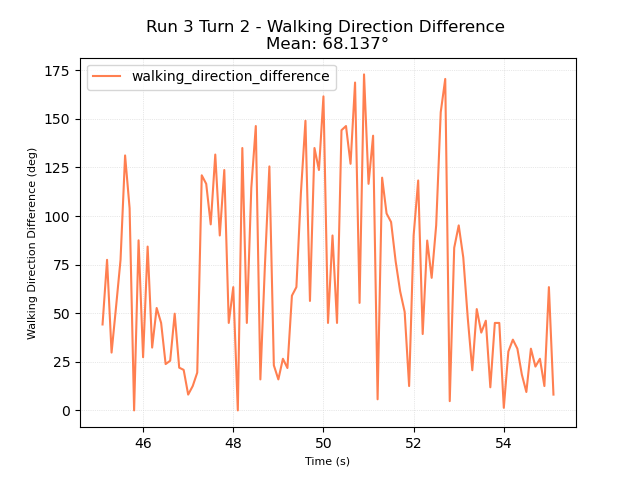 Run 3 Turn 2 - Walking Direction Difference
Mean: 68.137°
walking_direction_difference
175
150
125
100
75
50
25
0
Walking Direction Difference (deg)
46
48
50
52
54
Time (s)